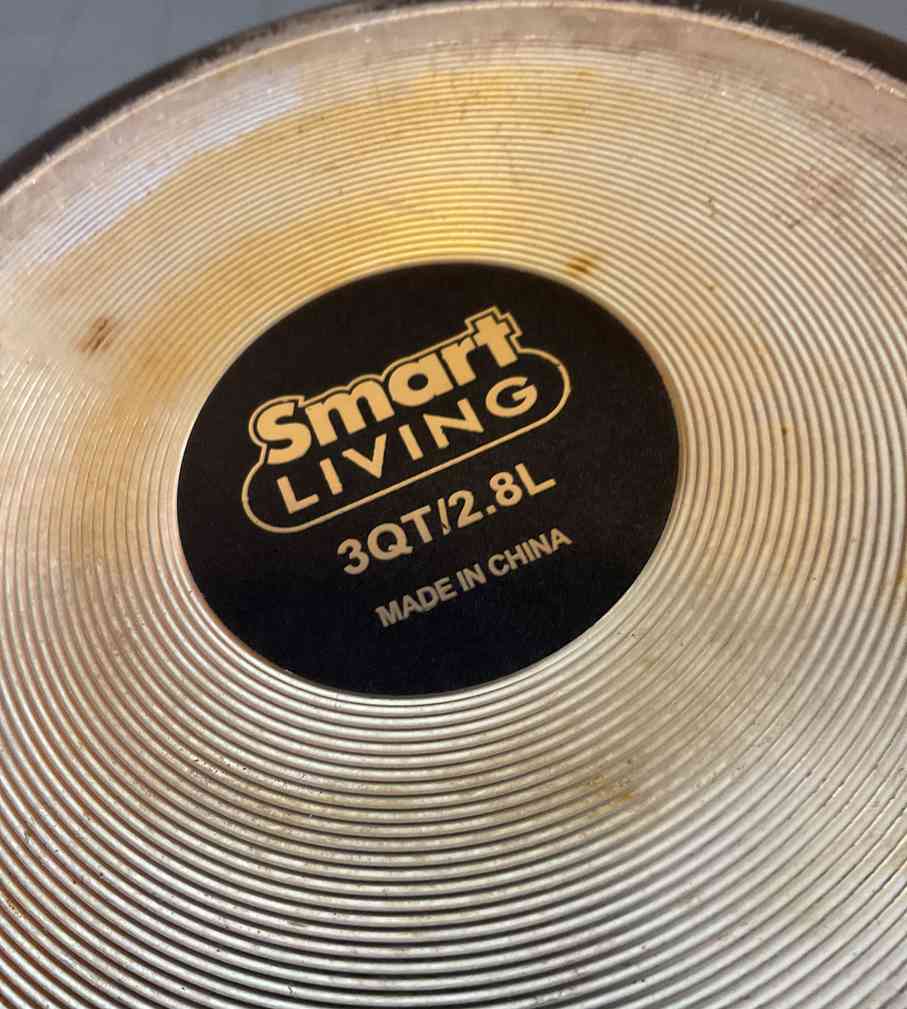 Smart
LIVING
3QT/2.8L
MADE IN CHINA